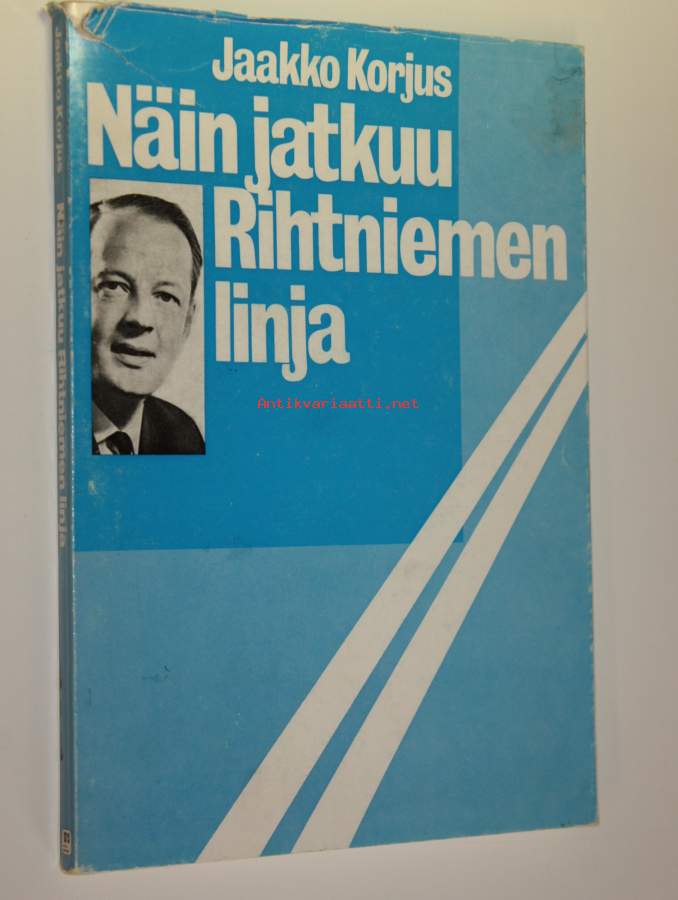 Jaakko Korjus
Näin jatkuu
Rihtniemen
linja
Antikvariaatti.net
Jaakko Korjus Näin jatkuu Rihtniemen linja